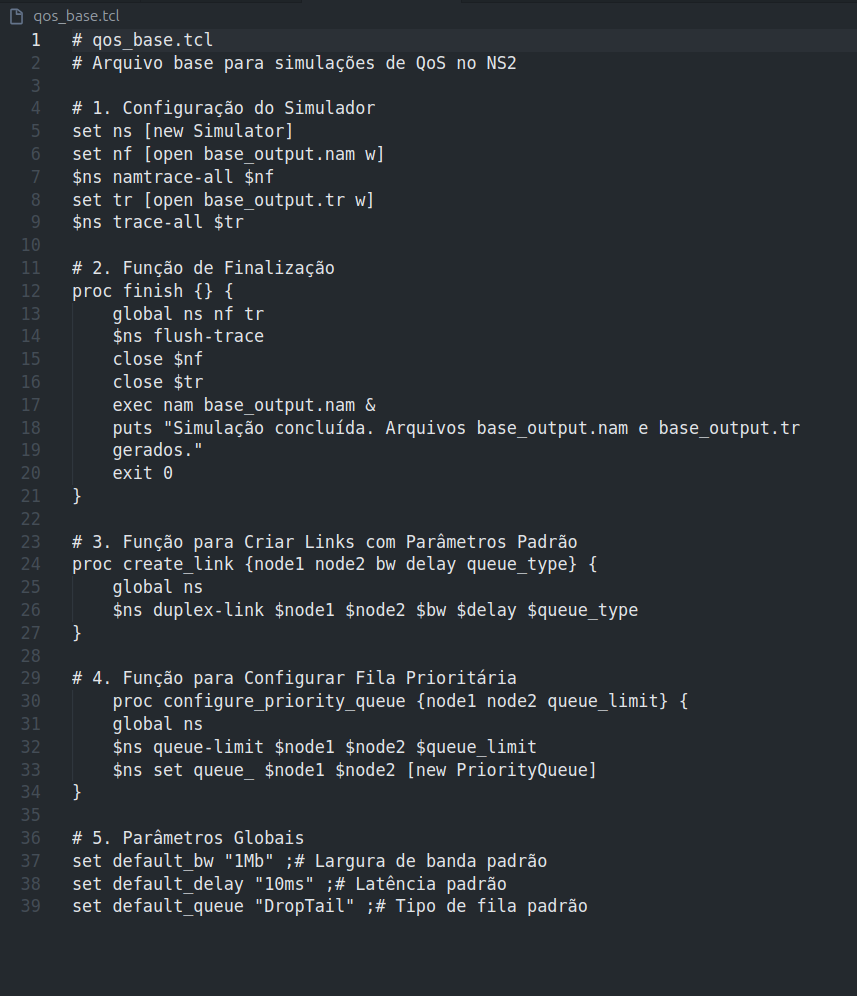 qos_base.tcl
1 # qos_base.tcl
2 # Arquivo base para simulações de QoS no NS2
3
4 # 1. Configuração do Simulador
5 set ns [new Simulator]
6 set nf [open base_output.nam w]
7 $ns namtrace-all $nf
8 set tr [open base_output.tr w]
9 $ns trace-all $tr
10
11 # 2. Função de Finalização
12 proc finish {} {
13     global ns nf tr
14     $ns flush-trace
15     close $nf
16     close $tr
17     exec nam base_output.nam &
18     puts "Simulação concluída. Arquivos base_output.nam e base_output.tr
19     gerados."
20     exit 0
21 }
22
23 # 3. Função para Criar Links com Parâmetros Padrão
24 proc create_link {node1 node2 bw delay queue_type} {
25     global ns
26     $ns duplex-link $node1 $node2 $bw $delay $queue_type
27 }
28
29 # 4. Função para Configurar Fila Prioritária
30     proc configure_priority_queue {node1 node2 queue_limit} {
31     global ns
32     $ns queue-limit $node1 $node2 $queue_limit
33     $ns set queue_ $node1 $node2 [new PriorityQueue]
34 }
35
36 # 5. Parâmetros Globais
37 set default_bw "1Mb" ;# Largura de banda padrão
38 set default_delay "10ms" ;# Latência padrão
39 set default_queue "DropTail" ;# Tipo de fila padrão